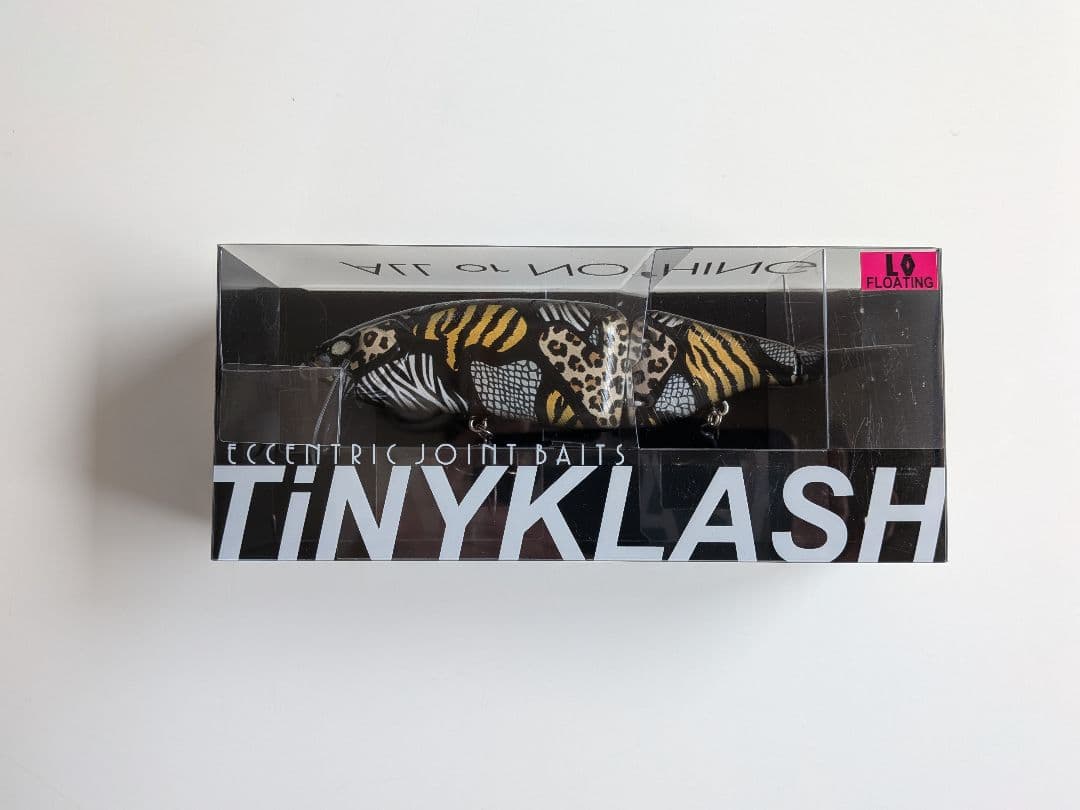 ALL or NOTHING
LO
FLOATING
ECCENTRIC JOINT BAITS
TiNYKLASH